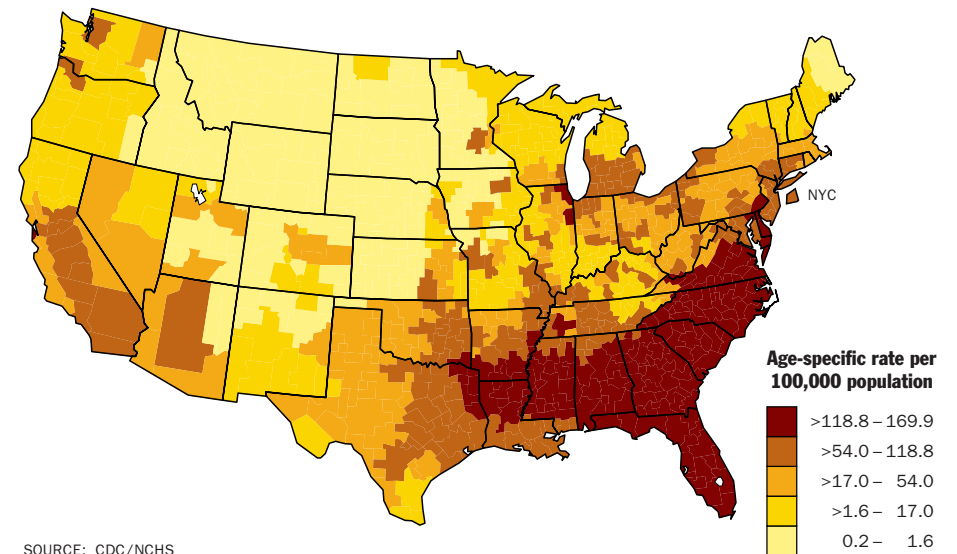 NYC
Age-specific rate per
100,000 population
>118.8 – 169.9
>54.0 – 118.8
>17.0 – 54.0
>1.6 – 17.0
0.2 – 1.6
SOURCE: CDC/NCHS